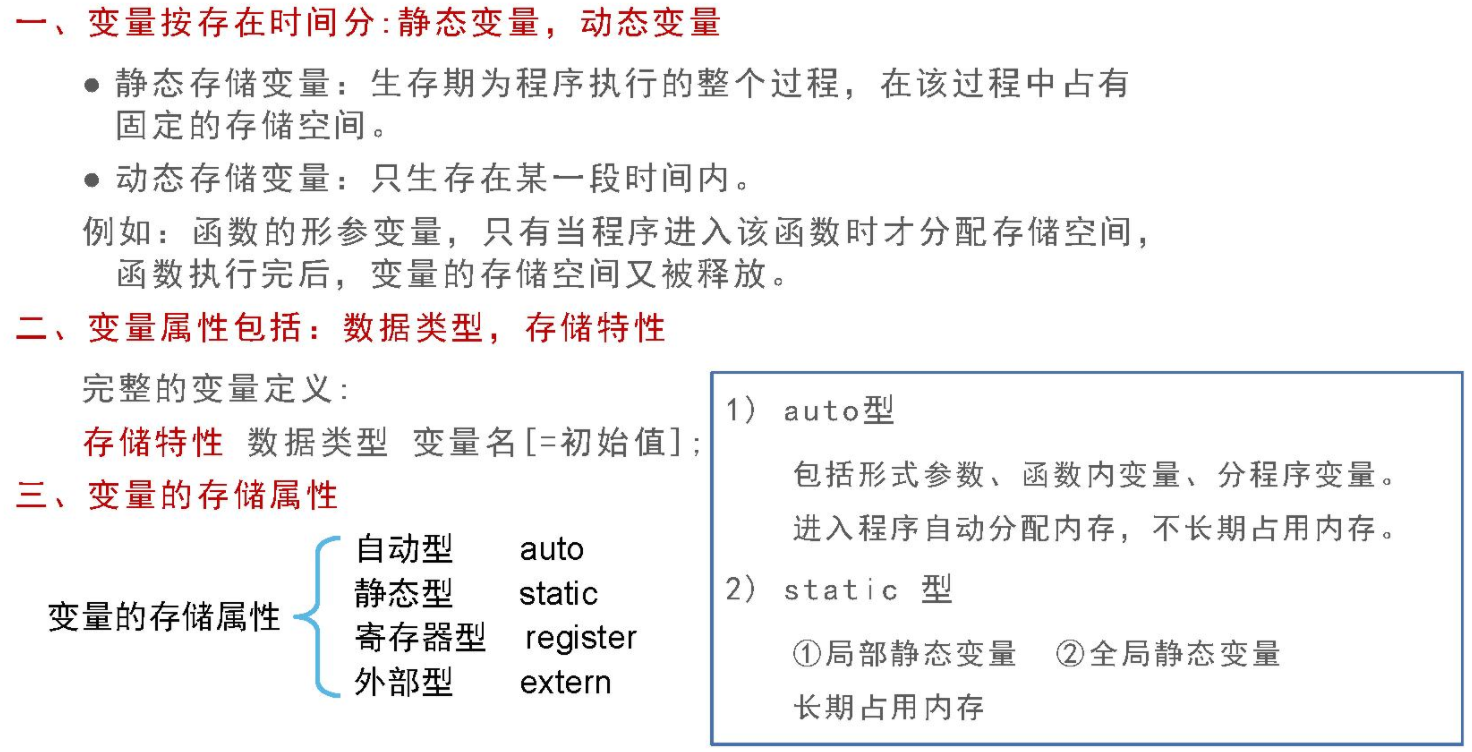 一、变量按存在时间分:静态变量，动态变量
● 静态存储变量：生存期为程序执行的整个过程，在该过程中占有
固定的存储空间。
● 动态存储变量：只生存在某一段时间内。
例如：函数的形参变量，只有当程序进入该函数时才分配存储空间，
函数执行完后，变量的存储空间又被释放。
二、变量属性包括：数据类型，存储特性
完整的变量定义:
存储特性 数据类型 变量名[=初始值];
三、变量的存储属性
变量的存储属性
自动型 auto
静态型 static
寄存器型 register
外部型 extern
1) auto型
包括形式参数、函数内变量、分程序变量。
进入程序自动分配内存，不长期占用内存。
2) static 型
①局部静态变量 ②全局静态变量
长期占用内存